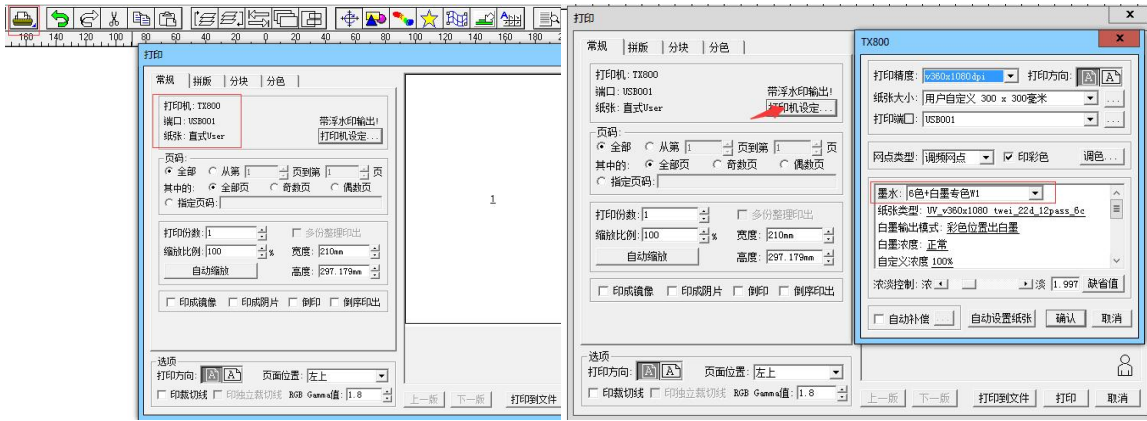 160 140 120 100 80 60 40 20 0 20 40 60 80 100 120 140 160 180
打印
常规 拼版 分块 分色
打印机: TX800
端口: USB001 带浮水印输出!
纸张: 直式User 打印机设定...
页码:
全部 从第 1 页到第 1 页
其中的: 全部页 奇数页 偶数页
指定页码:
打印份数: 1 多份整理印出
缩放比例: 100 % 宽度: 210mm
自动缩放 高度: 297.179mm
印成镜像 印成阴片 倒印 倒序印出
选项
打印方向: A A 页面位置: 左上
印裁切线 印独立裁切线 RGB Gamma值: 1.8
1
上一版 下一版 打印到文件
打印 x
常规 拼版 分块 分色
打印机: TX800
端口: USB001 带浮水印输出!
纸张: 直式User 打印机设定...
页码:
全部 从第 1 页到第 1 页
其中的: 全部页 奇数页 偶数页
指定页码:
打印份数: 1 多份整理印出
缩放比例: 100 % 宽度: 210mm
自动缩放 高度: 297.179mm
印成镜像 印成阴片 倒印 倒序印出
选项
打印方向: A A 页面位置: 左上
印裁切线 印独立裁切线 RGB Gamma值: 1.8
上一版 下一版 打印到文件 打印 取消
TX800 x
打印精度: v360x1080dpi 打印方向: A A
纸张大小: 用户自定义 300 x 300毫米 ...
打印端口: USB001 ...
网点类型: 调频网点 印彩色 调色...
墨水: 6色+白墨专色W1
纸张类型: UV_v360x1080 twei_22d_12pass_6c
白墨输出模式: 彩色位置出白墨
白墨浓度: 正常
自定义浓度 100%
浓淡控制: 浓 淡 1.997 缺省值
自动补偿 ... 自动设置纸张 确认 取消